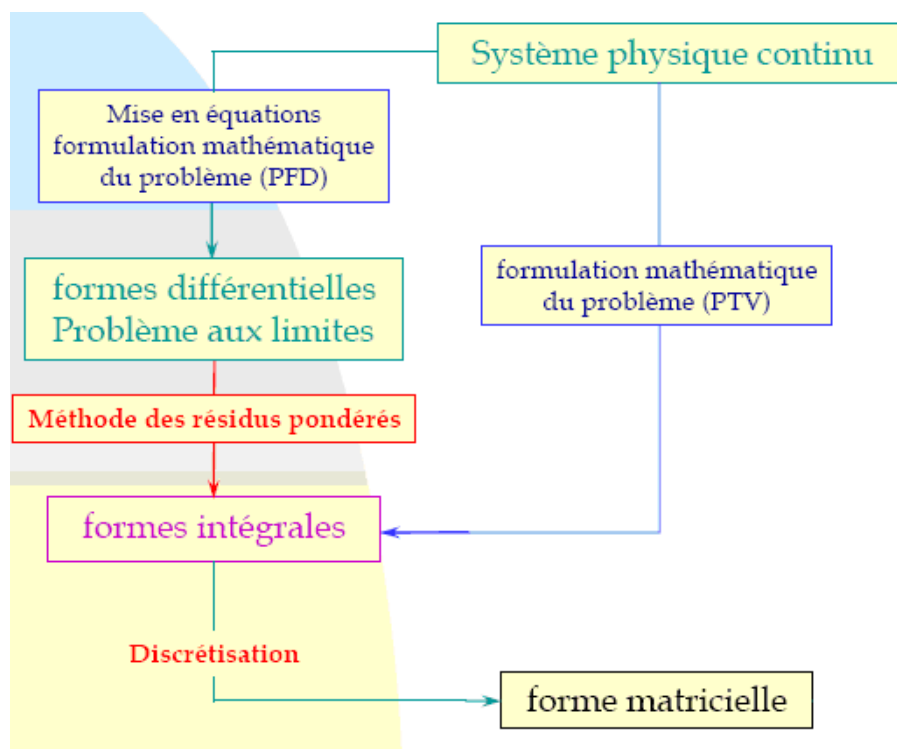 Système physique continu
Mise en équations
formulation mathématique
du problème (PFD)
formulation mathématique
du problème (PTV)
formes différentielles
Problème aux limites
Méthode des résidus pondérés
formes intégrales
Discrétisation
forme matricielle